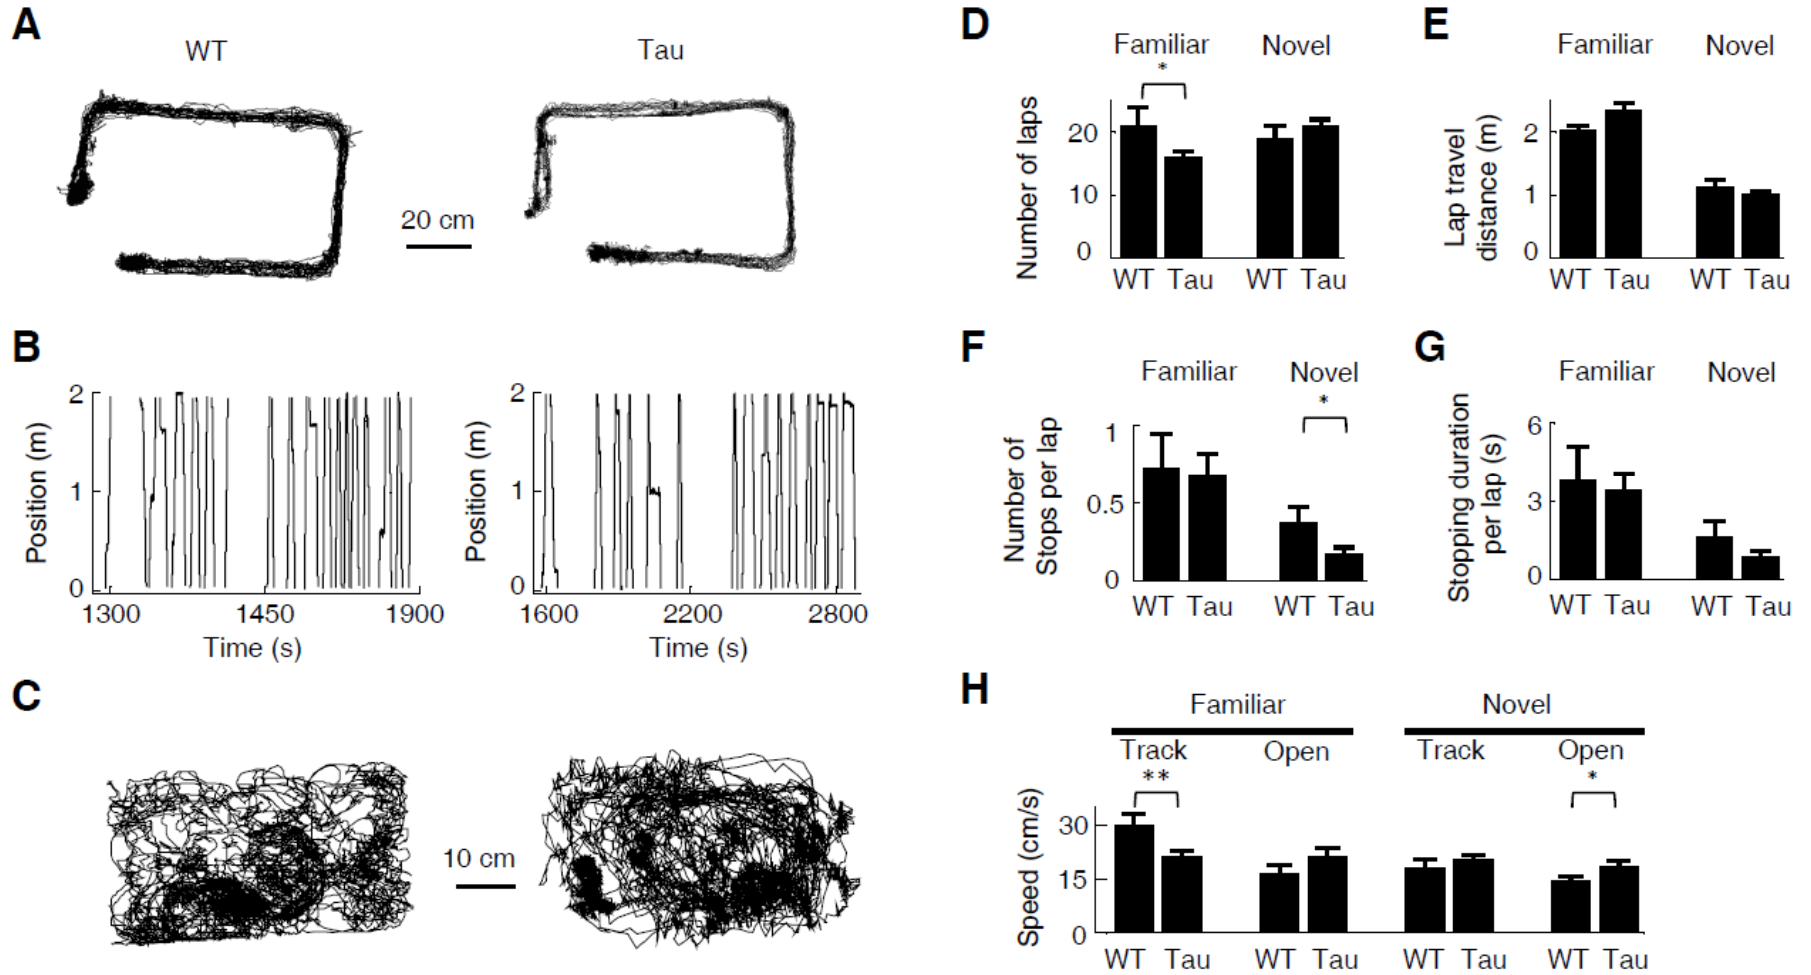 A
WT
Tau
20 cm
B
Position (m)
2
1
0
1300
1450
1900
Time (s)
Position (m)
2
1
0
1600
2200
2800
Time (s)
C
10 cm
D
Familiar
Novel
*
Number of laps
20
10
0
WT
Tau
WT
Tau
E
Familiar
Novel
Lap travel
distance (m)
2
1
0
WT
Tau
WT
Tau
F
Familiar
Novel
*
Number of
Stops per lap
1
0.5
0
WT
Tau
WT
Tau
G
Familiar
Novel
Stopping duration
per lap (s)
6
3
0
WT
Tau
WT
Tau
H
Familiar
Novel
Track
Open
Track
Open
**
*
Speed (cm/s)
30
15
0
WT
Tau
WT
Tau
WT
Tau
WT
Tau